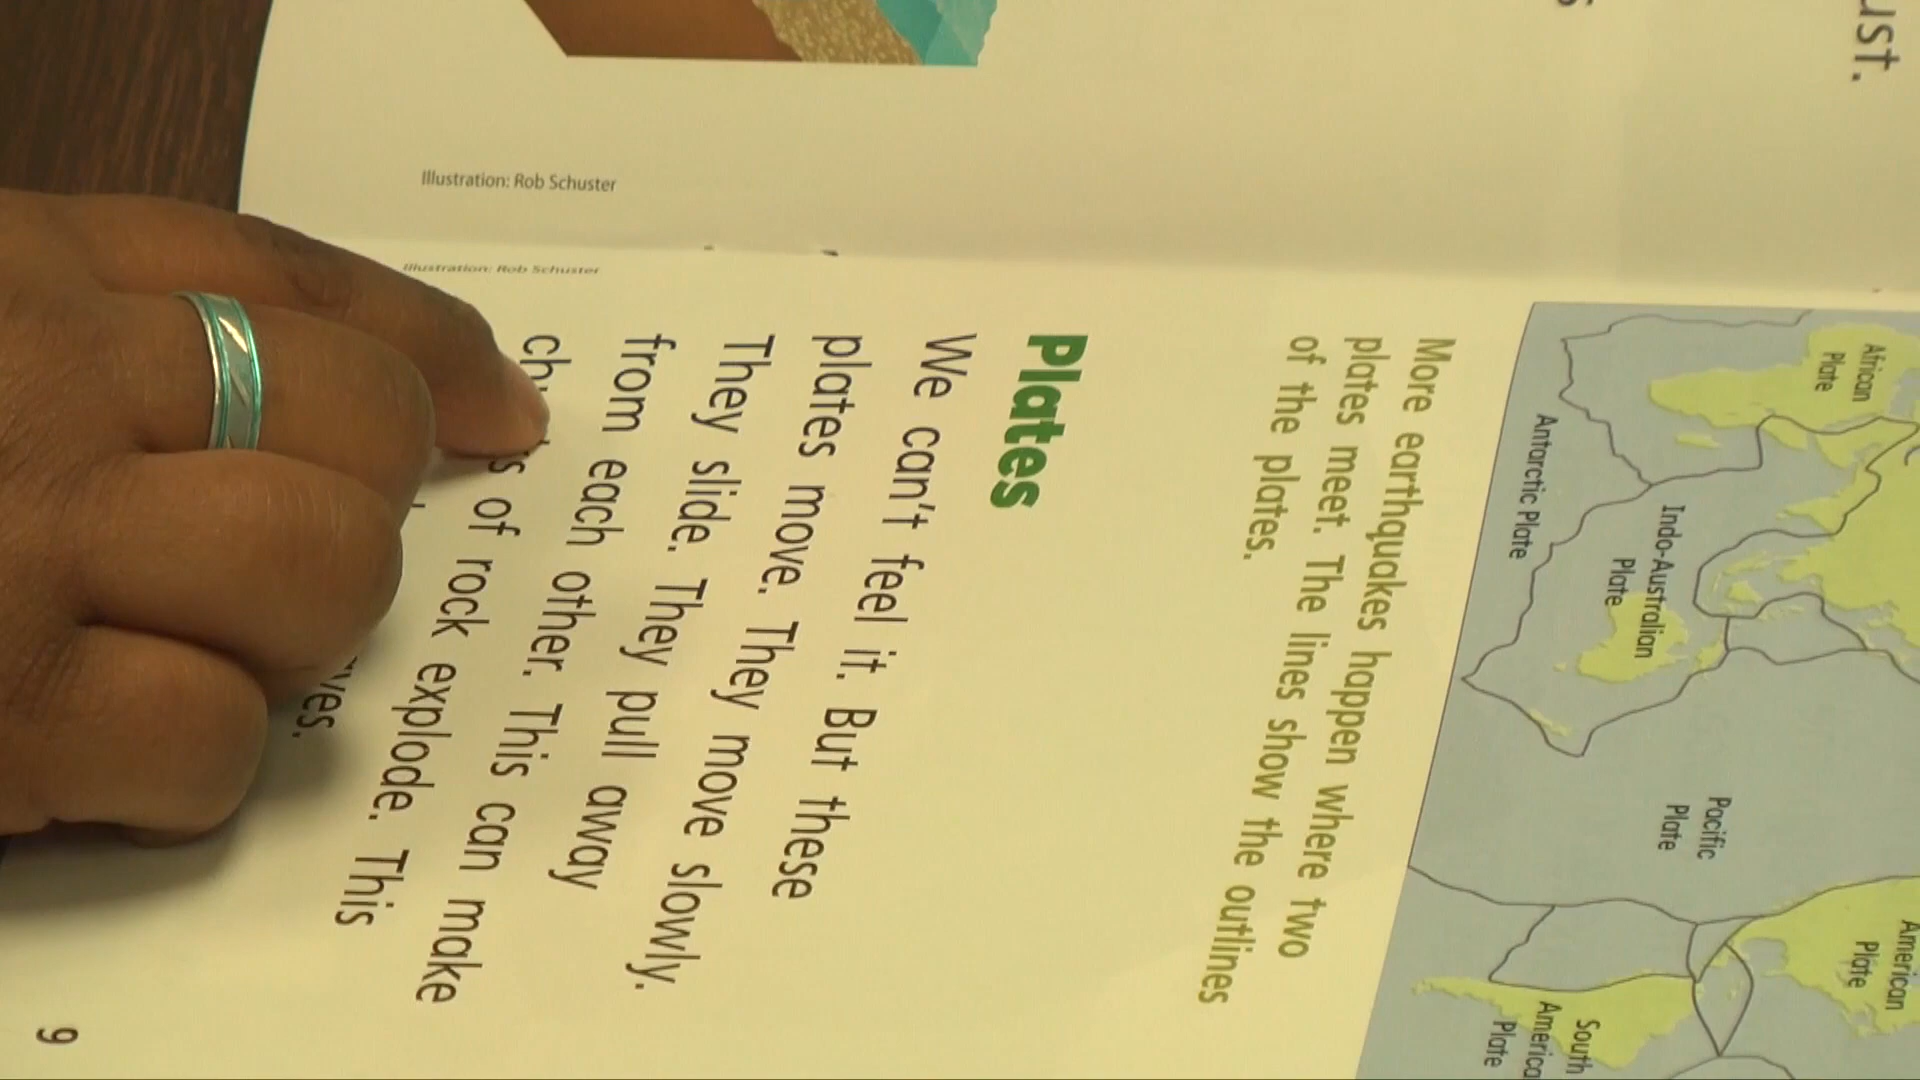 Illustration: Rob Schuster
African
Plate
Antarctic Plate
Indo-Australian
Plate
Pacific
Plate
American
Plate
South
Plate
More earthquakes happen where two
plates meet. The lines show the outlines
of the plates.
Plates
We can't feel it. But these
plates move. They move slowly.
They slide. They pull away
from each other. This can make
of rock explode. This
Illustration: Rob Schuster
9